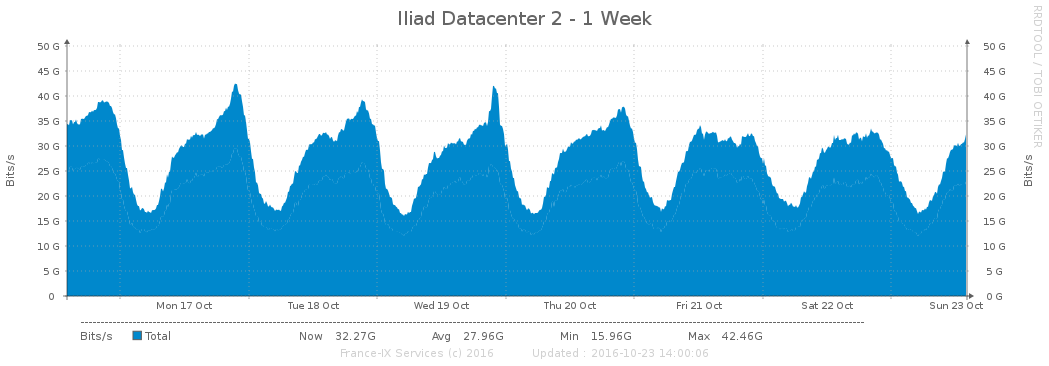 Iliad Datacenter 2 - 1 Week
RRDTOOL / TOBI OETIKER
50 G 50 G
45 G 45 G
40 G 40 G
35 G 35 G
30 G 30 G
25 G 25 G
20 G 20 G
15 G 15 G
10 G 10 G
5 G 5 G
0 0 G
Bits/s
Bits/s
Mon 17 Oct Tue 18 Oct Wed 19 Oct Thu 20 Oct Fri 21 Oct Sat 22 Oct Sun 23 Oct
Bits/s Total Now 32.27G Avg 27.96G Min 15.96G Max 42.46G
France-IX Services (c) 2016 Updated : 2016-10-23 14:00:06